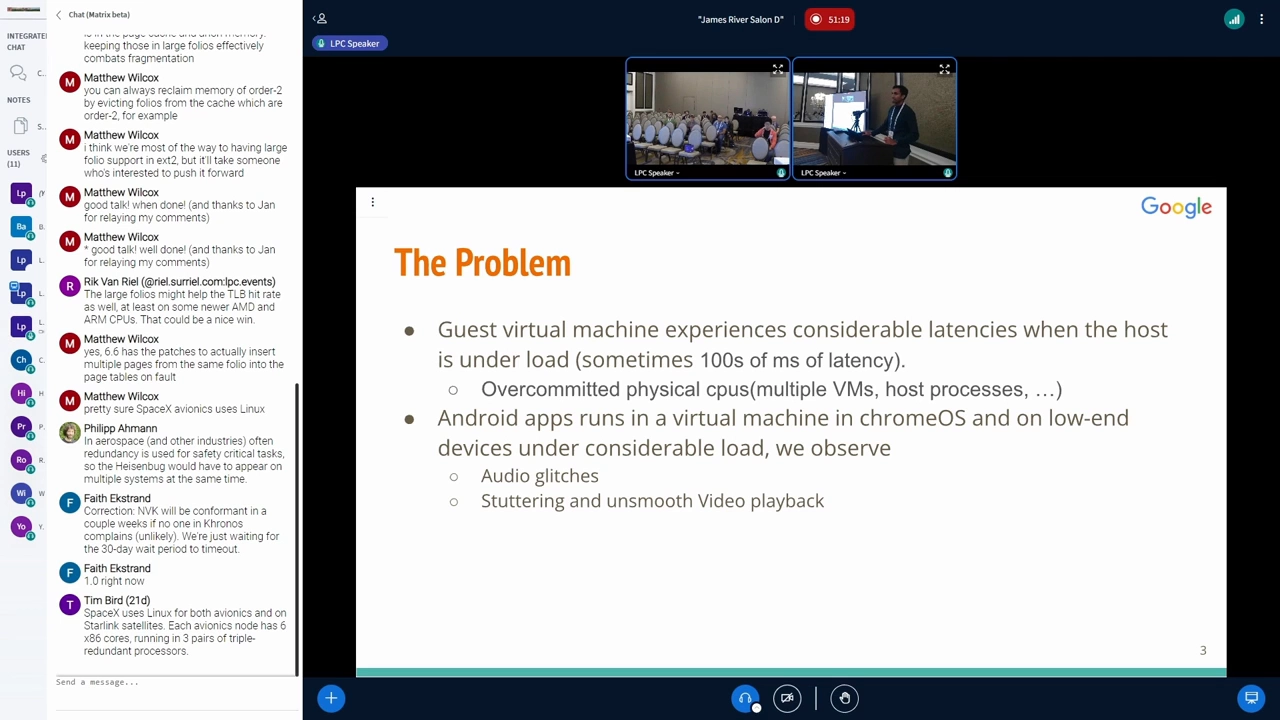 Chat (Matrix beta)
INTEGRATE
CHAT
C..
NOTES
S..
USERS
(11)
keeping those in large folios effectively
combats fragmentation
Matthew Wilcox
you can always reclaim memory of order-2
by evicting folios from the cache which are
order-2, for example
Matthew Wilcox
i think we're most of the way to having large
folio support in ext2, but it'll take someone
who's interested to push it forward
Matthew Wilcox
good talk! when done! (and thanks to Jan
for relaying my comments)
Matthew Wilcox
* good talk! well done! (and thanks to Jan
for relaying my comments)
Rik Van Riel (@riel.surriel.com:lpc.events)
The large folios might help the TLB hit rate
as well, at least on some newer AMD and
ARM CPUs. That could be a nice win.
Matthew Wilcox
yes, 6.6 has the patches to actually insert
multiple pages from the same folio into the
page tables on fault
Matthew Wilcox
pretty sure SpaceX avionics uses Linux
Philipp Ahmann
In aerospace (and other industries) often
redundancy is used for safety critical tasks,
so the Heisenbug would have to appear on
multiple systems at the same time.
Faith Ekstrand
Correction: NVK will be conformant in a
couple weeks if no one in Khronos
complains (unlikely). We're just waiting for
the 30-day wait period to timeout.
Faith Ekstrand
1.0 right now
Tim Bird (21d)
SpaceX uses Linux for both avionics and on
Starlink satellites. Each avionics node has 6
x86 cores, running in 3 pairs of triple-
redundant processors.
Send a message...
"James River Salon D"
51:19
LPC Speaker
LPC Speaker
LPC Speaker
Google
The Problem
● Guest virtual machine experiences considerable latencies when the host
is under load (sometimes 100s of ms of latency).
○ Overcommitted physical cpus(multiple VMs, host processes, …)
● Android apps runs in a virtual machine in chromeOS and on low-end
devices under considerable load, we observe
○ Audio glitches
○ Stuttering and unsmooth Video playback
3